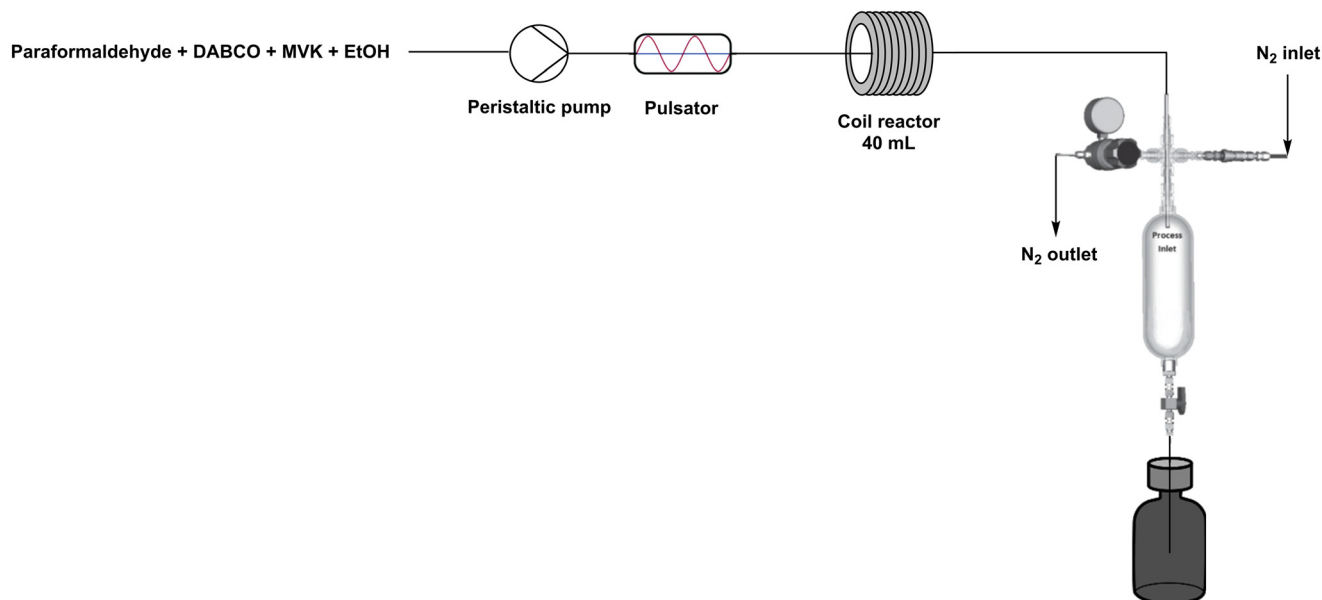 Paraformaldehyde + DABCO + MVK + EtOH
Peristaltic pump
Pulsator
Coil reactor
40 mL
N2 inlet
N2 outlet
Process
Inlet